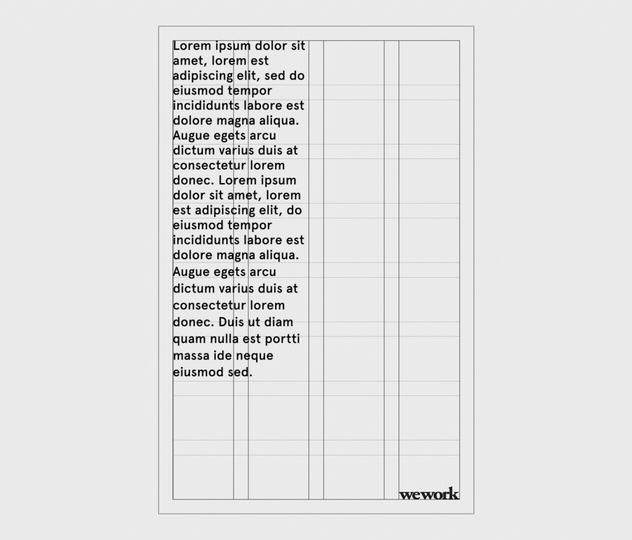 Lorem ipsum dolor sit
amet, lorem est
adipiscing elit, sed do
eiusmod tempor
incididunts labore est
dolore magna aliqua.
Augue egets arcu
dictum varius duis at
consectetur lorem
donec. Lorem ipsum
dolor sit amet, lorem
est adipiscing elit, do
eiusmod tempor
incididunts labore est
dolore magna aliqua.
Augue egets arcu
dictum varius duis at
consectetur lorem
donec. Duis ut diam
quam nulla est portti
massa ide neque
eiusmod sed.
wework